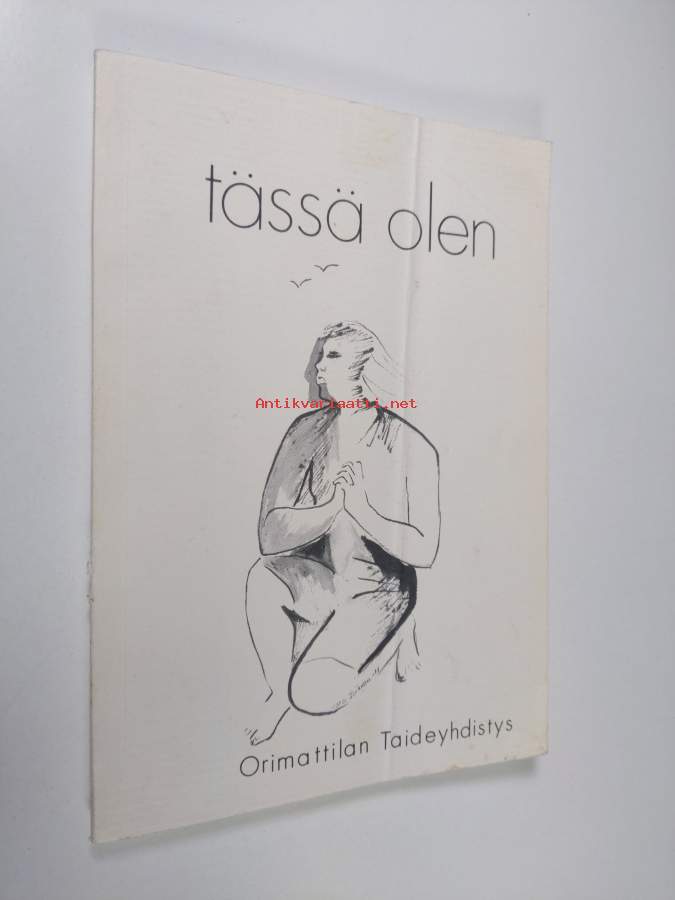 tässä olen
Antikvariaatti.net
Orimattilan Taideyhdistys